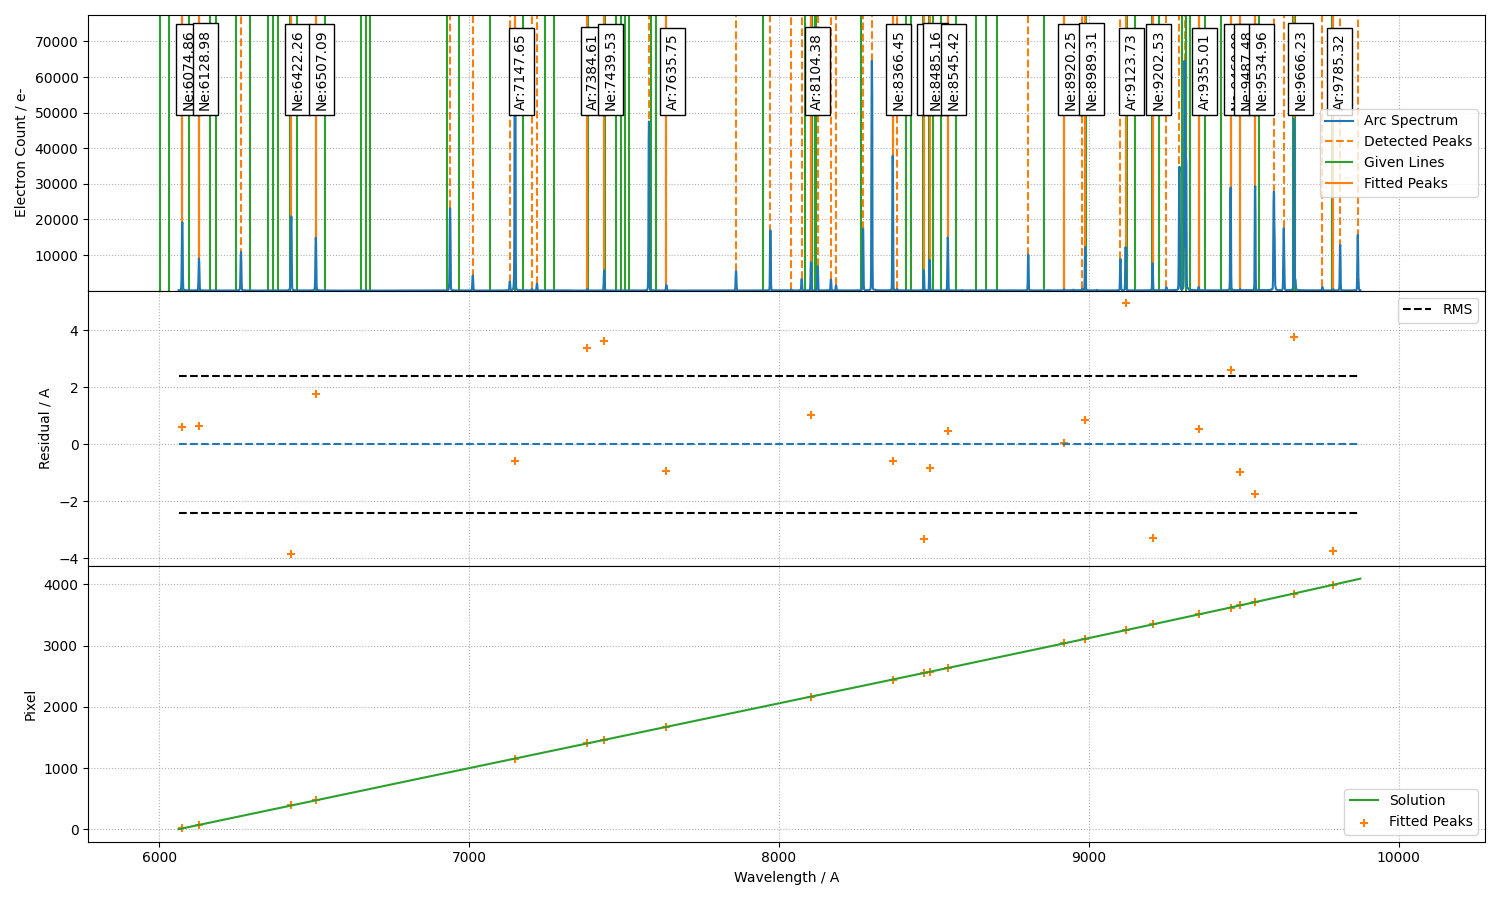 70000
60000
50000
40000
30000
20000
10000
Electron Count / e-
Ne:6074.86
Ne:6128.98
Ne:6422.26
Ne:6507.09
Ar:7147.65
Ar:7384.61
Ne:7439.53
Ar:7635.75
Ar:8104.38
Ne:8366.45
Ne:8485.16
Ne:8545.42
Ne:8920.25
Ne:8989.31
Ar:9123.73
Ne:9202.53
Ar:9355.01
Ne:9487.48
Ne:9534.96
Ne:9666.23
Ar:9785.32
Arc Spectrum
Detected Peaks
Given Lines
Fitted Peaks
4
2
0
−2
−4
Residual / A
RMS
4000
3000
2000
1000
0
Pixel
Solution
Fitted Peaks
6000
7000
8000
9000
10000
Wavelength / A